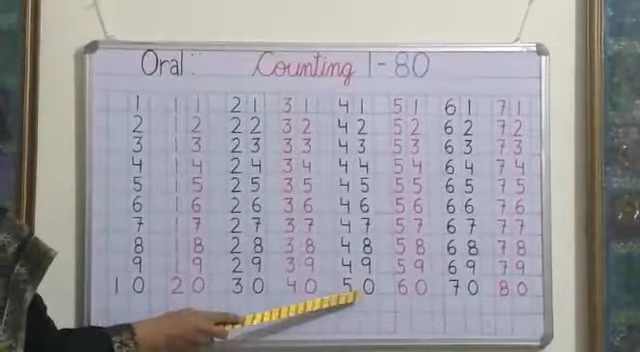 Oral : Counting 1-80
1 11 21 31 41 51 61 71
2 12 22 32 42 52 62 72
3 13 23 33 43 53 63 73
4 14 24 34 44 54 64 74
5 15 25 35 45 55 65 75
6 16 26 36 46 56 66 76
7 17 27 37 47 57 67 77
8 18 28 38 48 58 68 78
9 19 29 39 49 59 69 79
10 20 30 40 50 60 70 80